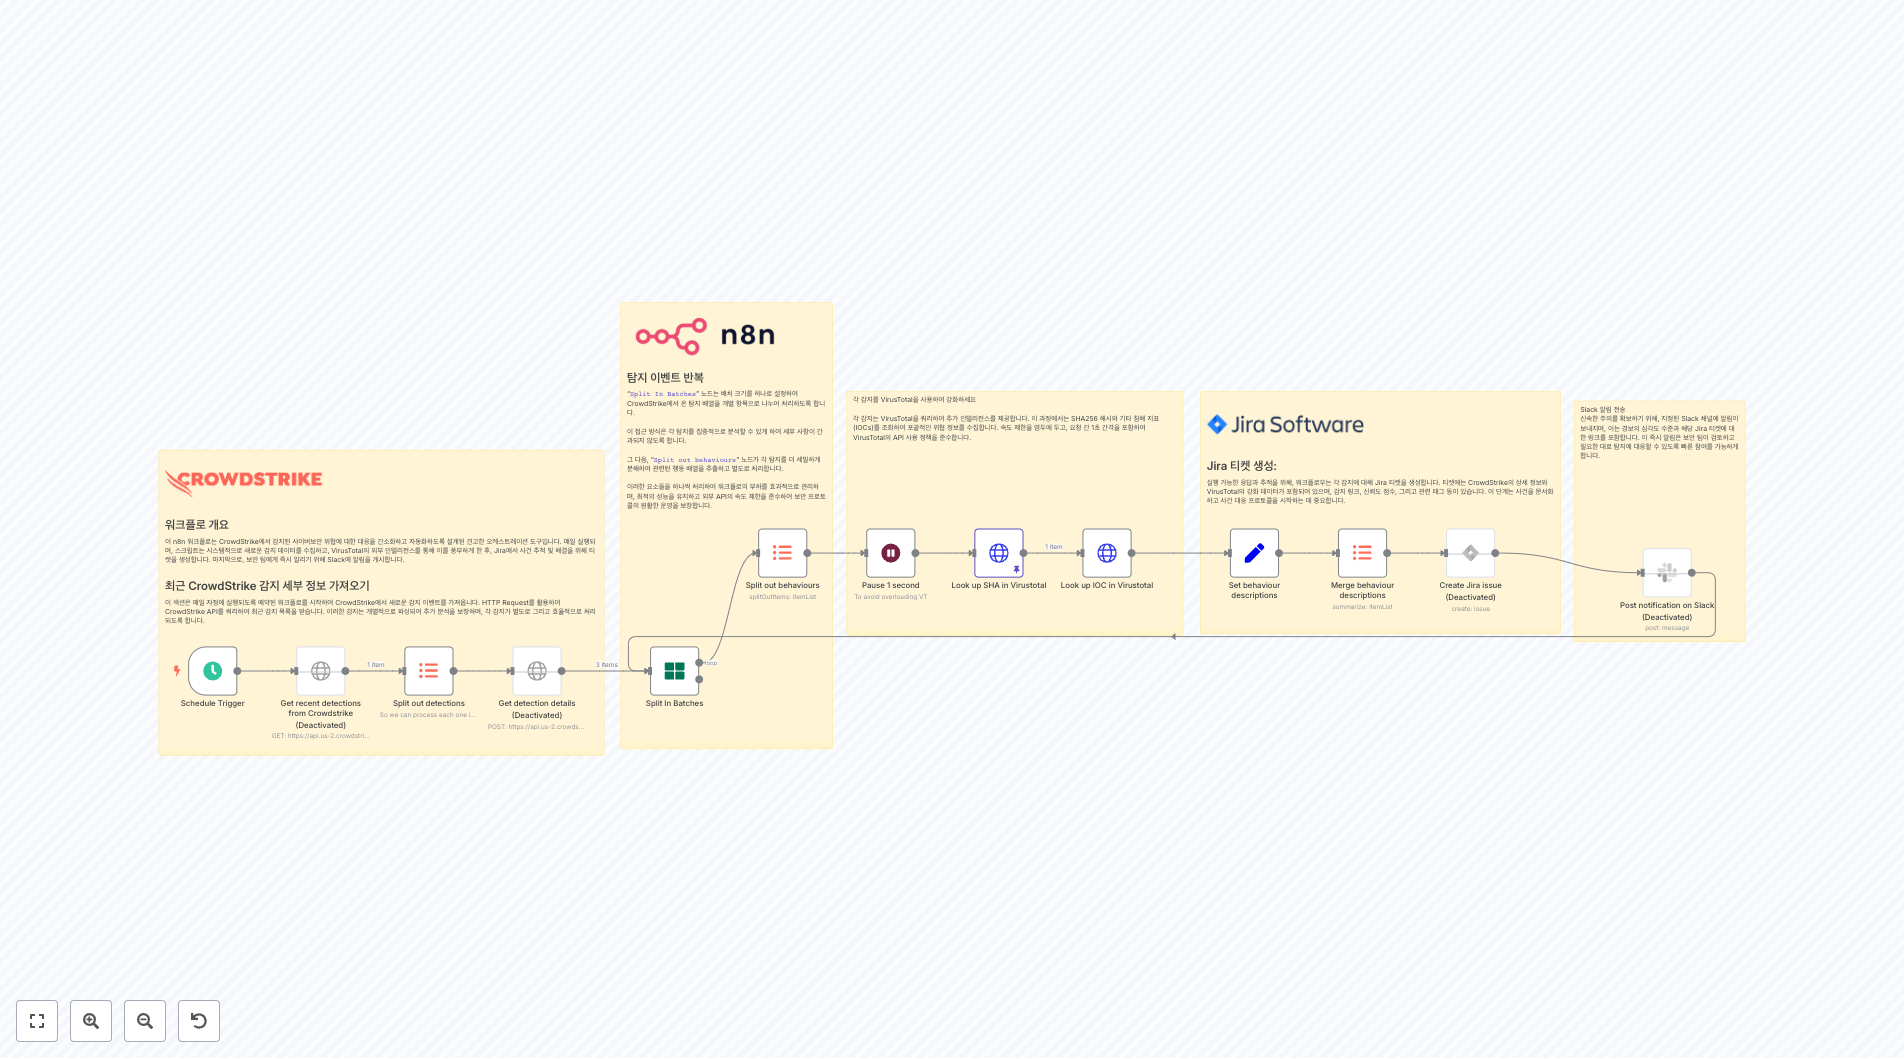 CROWDSTRIKE
워크플로 개요
이 n8n 워크플로는 CrowdStrike에서 감지된 사이버보안 위협에 대한 대응을 간소화하고 자동화하도록 설계된 견고한 오케스트레이션 도구입니다. 매일 실행되
며, 스크립트는 시스템적으로 새로운 감지 데이터를 수집하고, VirusTotal의 외부 인텔리전스를 통해 이를 풍부하게 한 후, Jira에서 사건 추적 및 해결을 위해 티
켓을 생성합니다. 마지막으로, 보안 팀에게 즉시 알리기 위해 Slack에 알림을 게시합니다.
최근 CrowdStrike 감지 세부 정보 가져오기
이 섹션은 매일 자정에 실행되도록 예약된 워크플로를 시작하여 CrowdStrike에서 새로운 감지 이벤트를 가져옵니다. HTTP Request를 활용하여
CrowdStrike API를 쿼리하여 최근 감지 목록을 받습니다. 이러한 감지는 개별적으로 파싱되어 추가 분석을 보장하며, 각 감지가 별도로 그리고 효율적으로 처리
되도록 합니다.
Schedule Trigger
Get recent detections
from Crowdstrike
(Deactivated)
GET: https://api.us-2.crowdstri...
1 item
Split out detections
So we can process each one i...
Get detection details
(Deactivated)
POST: https://api.us-2.crowds...
3 items
n8n
탐지 이벤트 반복
"Split In Batches" 노드는 배치 크기를 하나로 설정하여
CrowdStrike에서 온 탐지 배열을 개별 항목으로 나누어 처리하도록 합니
다.
이 접근 방식은 각 탐지를 집중적으로 분석할 수 있게 하여 세부 사항이 간
과되지 않도록 합니다.
그 다음, "Split out behaviours" 노드가 각 탐지를 더 세밀하게
분해하여 관련된 행동 배열을 추출하고 별도로 처리합니다.
이러한 요소들을 하나씩 처리하여 워크플로의 부하를 효과적으로 관리하
며, 최적의 성능을 유지하고 외부 API의 속도 제한을 준수하여 보안 프로토
콜의 원활한 운영을 보장합니다.
Split out behaviours
splitOutItems: itemList
loop
Split In Batches
각 감지를 VirusTotal을 사용하여 강화하세요
각 감지는 VirusTotal을 쿼리하여 추가 인텔리전스를 제공합니다. 이 과정에서는 SHA256 해시와 기타 침해 지표
(IOCs)를 조회하여 포괄적인 위협 정보를 수집합니다. 속도 제한을 염두에 두고, 요청 간 1초 간격을 포함하여
VirusTotal의 API 사용 정책을 준수합니다.
Pause 1 second
To avoid overloading VT
Look up SHA in Virustotal
1 item
Look up IOC in Virustotal
Jira Software
Jira 티켓 생성:
실행 가능한 응답과 추적을 위해, 워크플로우는 각 감지에 대해 Jira 티켓을 생성합니다. 티켓에는 CrowdStrike의 상세 정보와
VirusTotal의 강화 데이터가 포함되어 있으며, 감지 링크, 신뢰도 점수, 그리고 관련 태그 등이 있습니다. 이 단계는 사건을 문서화
하고 사건 대응 프로토콜을 시작하는 데 중요합니다.
Set behaviour
descriptions
Merge behaviour
descriptions
summarize: itemList
Create Jira issue
(Deactivated)
create: issue
Slack 알림 전송
신속한 주의를 확보하기 위해, 지정된 Slack 채널에 알림이
보내지며, 이는 경보의 심각도 수준과 해당 Jira 티켓에 대
한 링크를 포함합니다. 이 즉시 알림은 보안 팀이 검토하고
필요한 대로 탐지에 대응할 수 있도록 빠른 참여를 가능하게
합니다.
Post notification on Slack
(Deactivated)
post: message